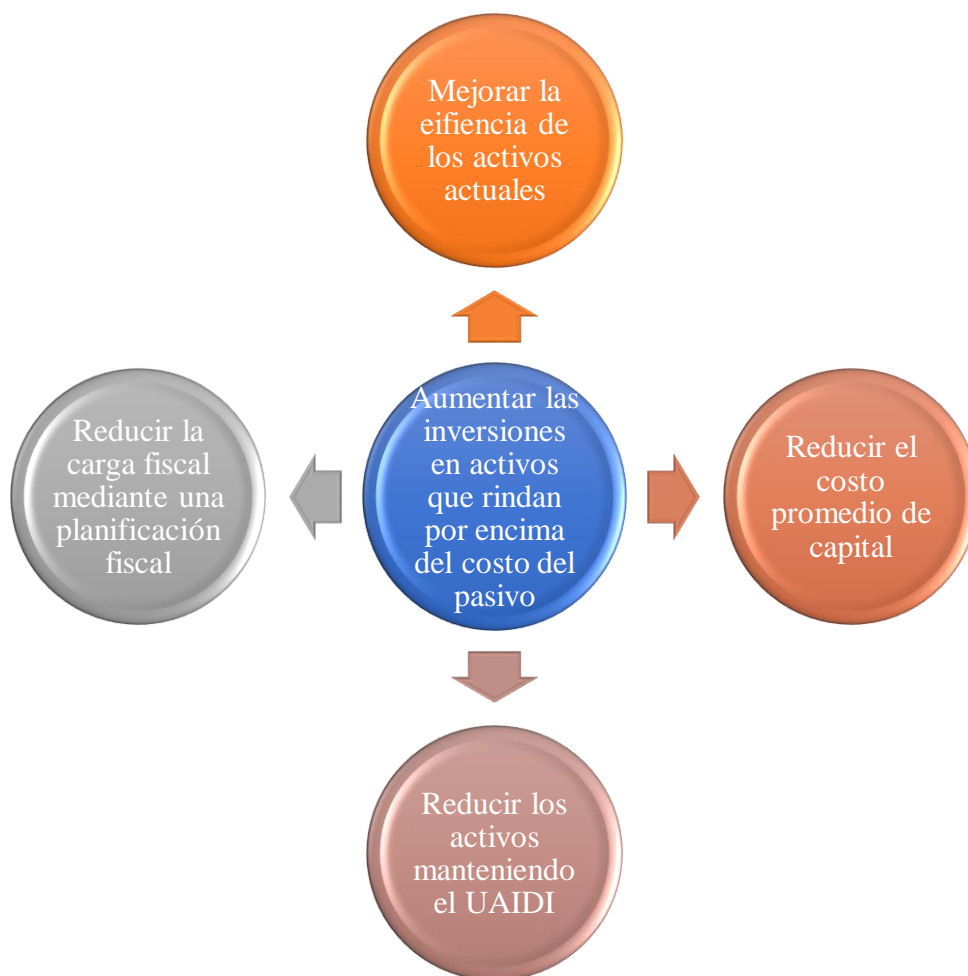 Mejorar la
eifiencia de
los activos
actuales
Reducir la
carga fiscal
mediante una
planificación
fiscal
Aumentar las
inversiones
en activos
que rindan
por encima
del costo del
pasivo
Reducir el
costo
promedio de
capital
Reducir los
activos
manteniendo
el UAIDI